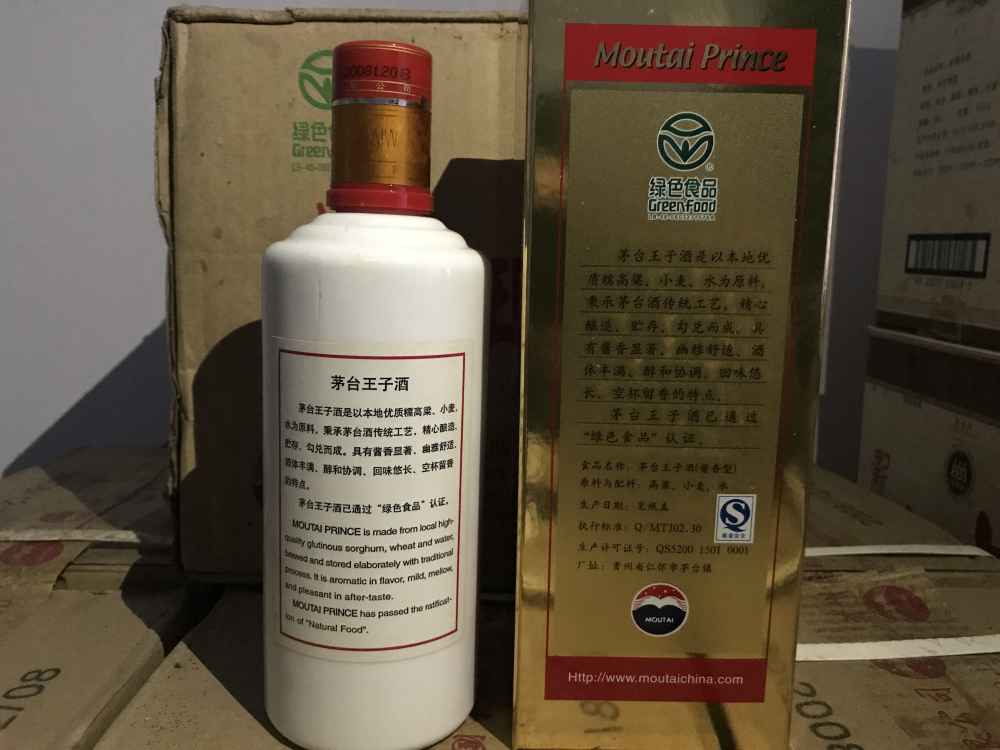 20081208
茅台王子酒
茅台王子酒是以本地优质糯高粱、小麦、
水为原料，秉承茅台酒传统工艺，精心酿造、
贮存、勾兑而成。具有酱香显著、幽雅舒适、
酒体丰满、醇和协调、回味悠长、空杯留香
的特点。
茅台王子酒已通过“绿色食品”认证。
MOUTAI PRINCE is made from local high-
quality glutinous sorghum, wheat and water,
brewed and stored elaborately with traditional
process. It is aromatic in flavor, mild, mellow,
and pleasant in after-taste.
MOUTAI PRINCE has passed the ratificat-
ion of "Natural Food".
Moutai Prince
绿色食品
GreenFood
茅台王子酒是以本地优
质糯高粱、小麦、水为原料，
秉承茅台酒传统工艺，精心
酿造、贮存、勾兑而成，具
有酱香显著、幽雅舒适、酒
体丰满、醇和协调、回味悠
长、空杯留香的特点。
茅台王子酒已通过
“绿色食品”认证。
食品名称：茅台王子酒(酱香型)
原料与配料：高粱、小麦、水
生产日期：见瓶盖
执行标准：Q/MTJ02.30
生产许可证号：QS5200 1501 0001
厂址：贵州省仁怀市茅台镇
质量安全
MOUTAI
Http://www.moutaichina.com
绿色食
Green